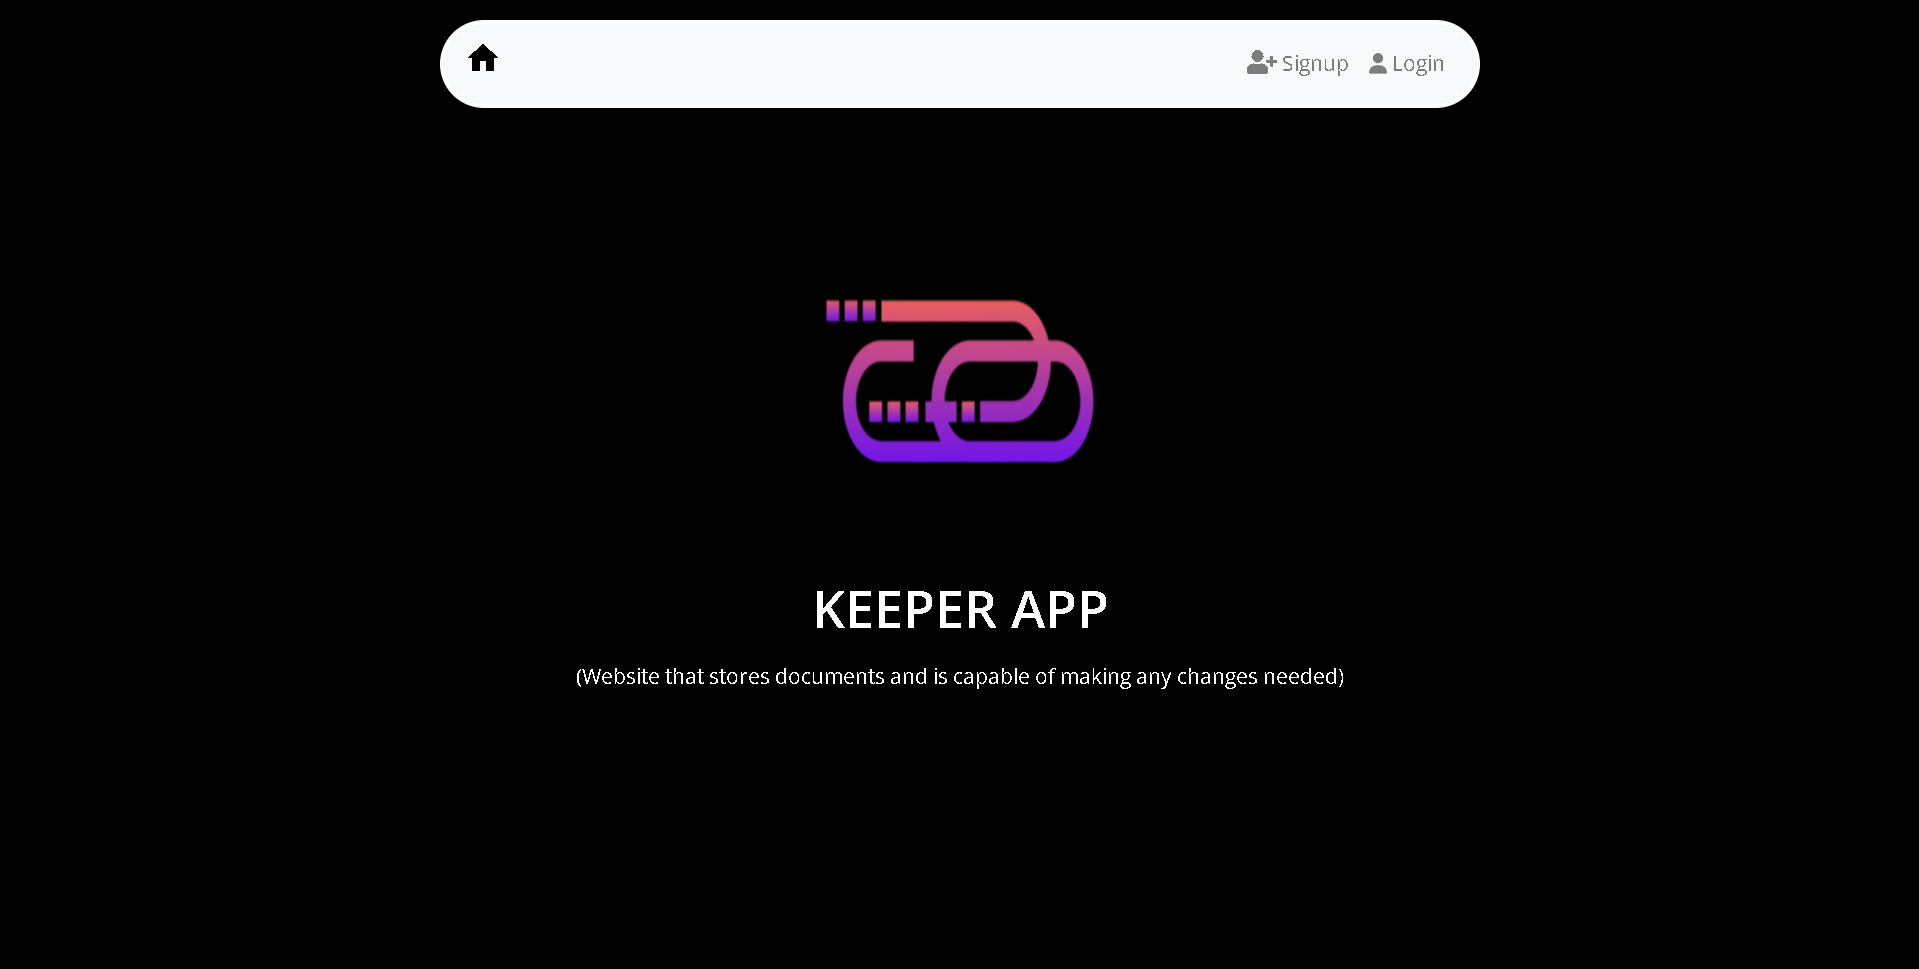 Signup Login
KEEPER APP
(Website that stores documents and is capable of making any changes needed)